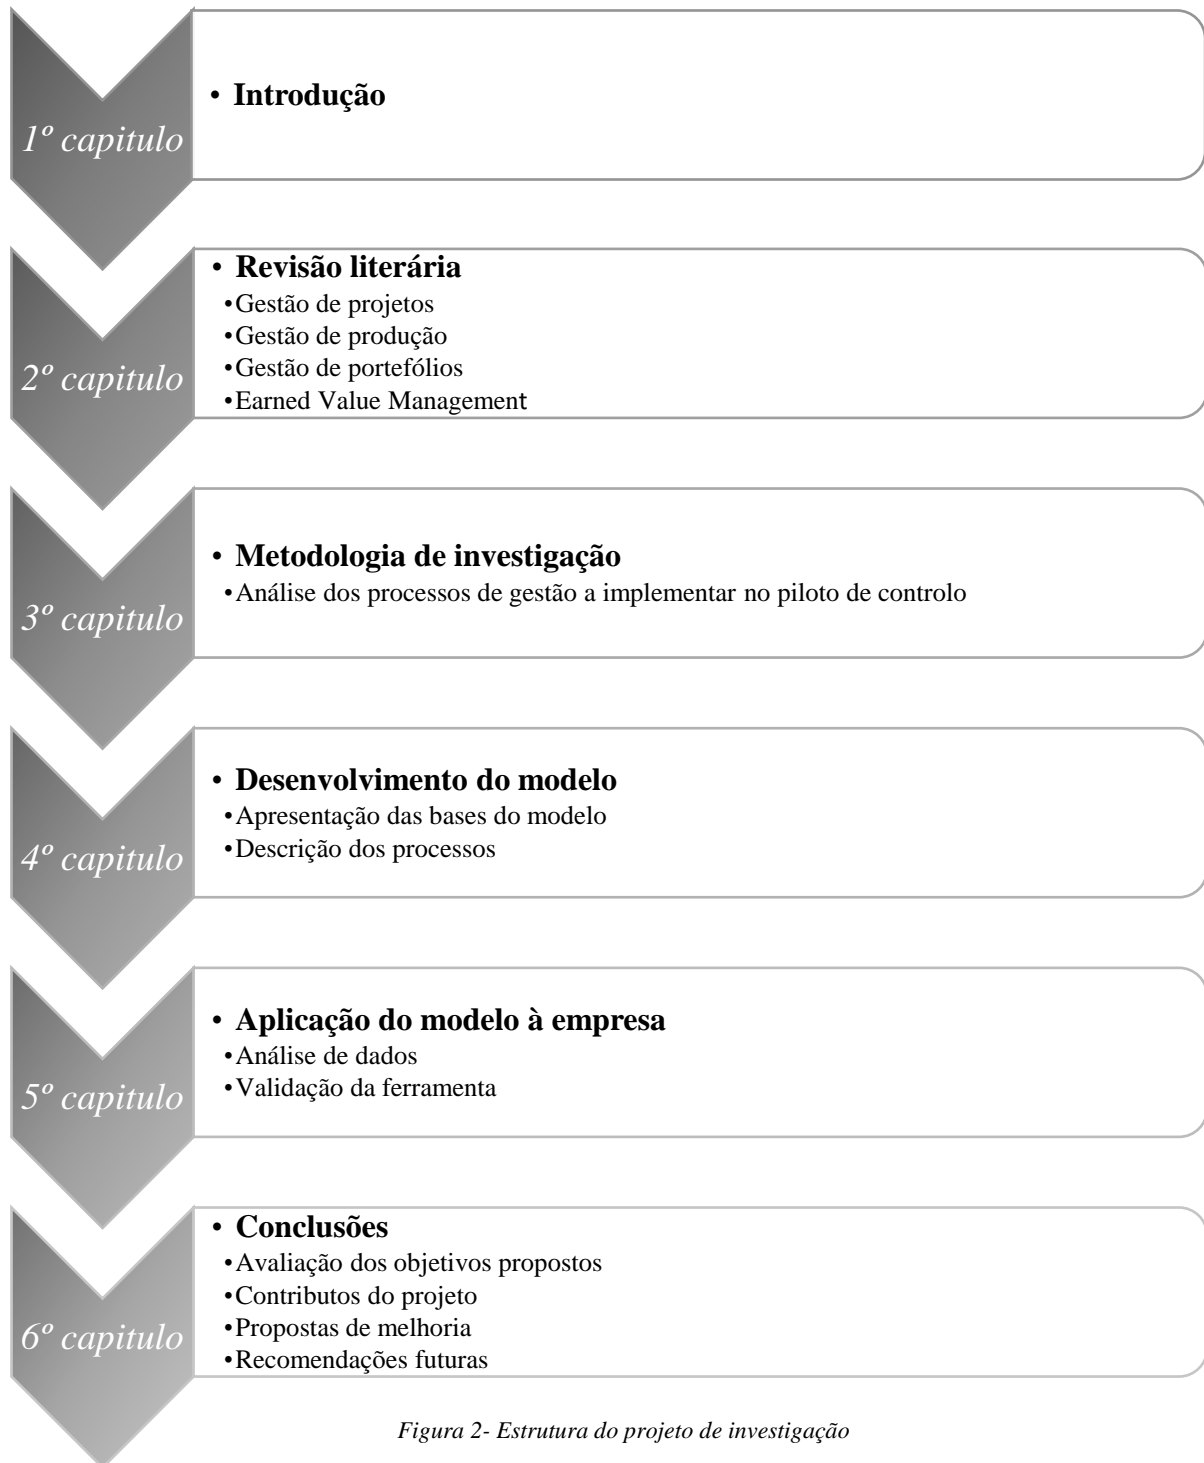 1º capitulo
• Introdução
2º capitulo
• Revisão literária
•Gestão de projetos
•Gestão de produção
•Gestão de portefólios
•Earned Value Management
3º capitulo
• Metodologia de investigação
•Análise dos processos de gestão a implementar no piloto de controlo
4º capitulo
• Desenvolvimento do modelo
•Apresentação das bases do modelo
•Descrição dos processos
5º capitulo
• Aplicação do modelo à empresa
•Análise de dados
•Validação da ferramenta
6º capitulo
• Conclusões
•Avaliação dos objetivos propostos
•Contributos do projeto
•Propostas de melhoria
•Recomendações futuras
Figura 2- Estrutura do projeto de investigação